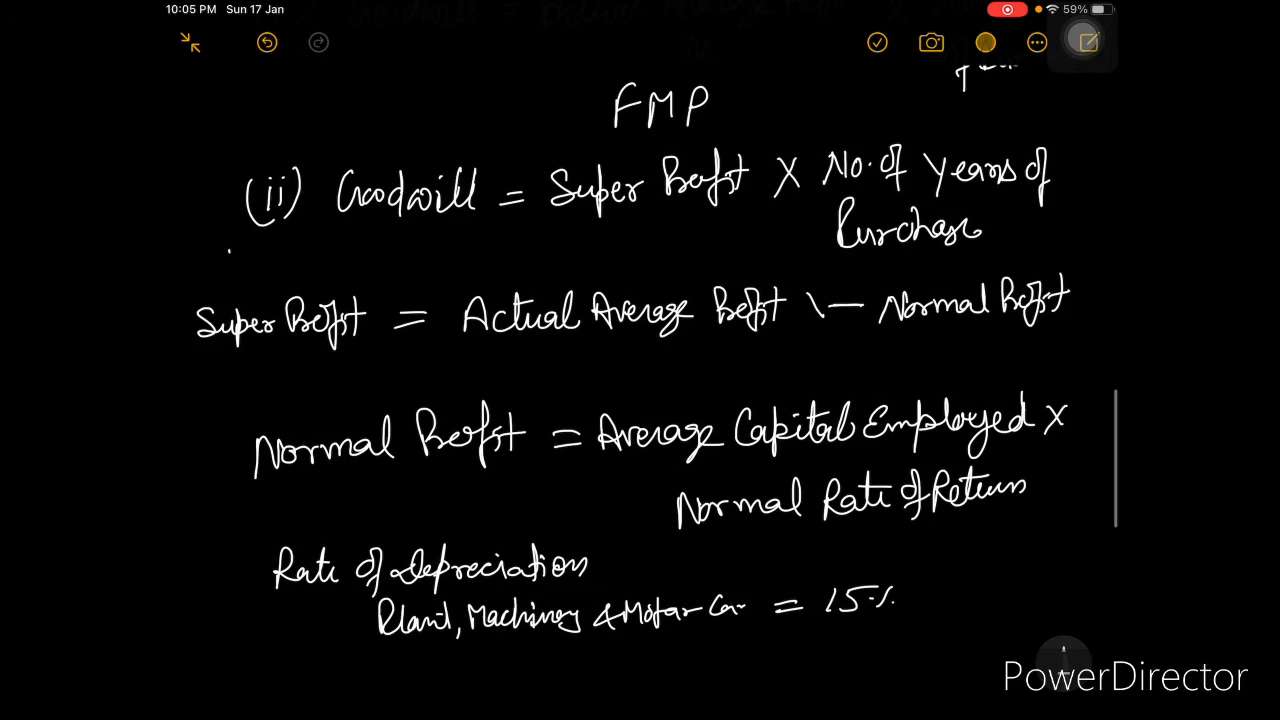 10:05 PM Sun 17 Jan 59%
FMP
(ii) Goodwill = Super Profit X No. of Years of
Purchase
Super Profit = Actual Average Profit \ — Normal Profit
Normal Profit = Average Capital Employed X
Normal Rate of Return
Rate of Depreciation
Plant, Machinery & Motar Car = 15%
PowerDirector